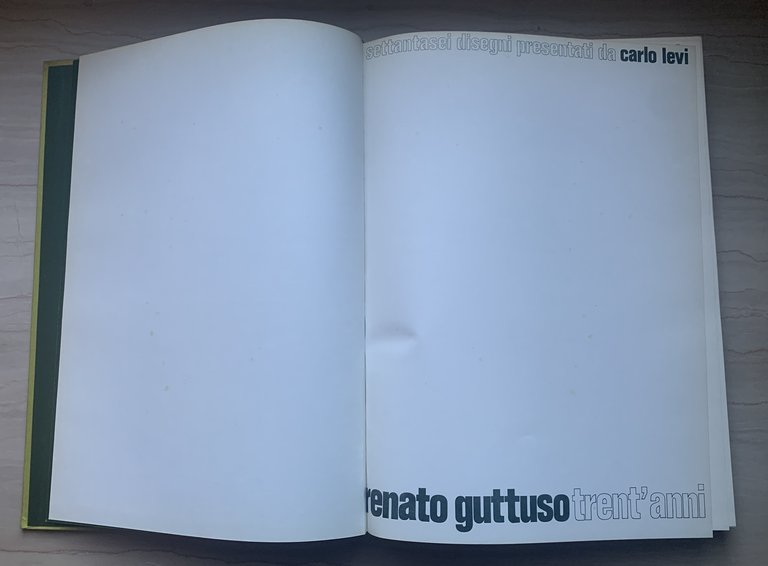 settantasei disegni presentati da carlo levi
renato guttuso trent'anni